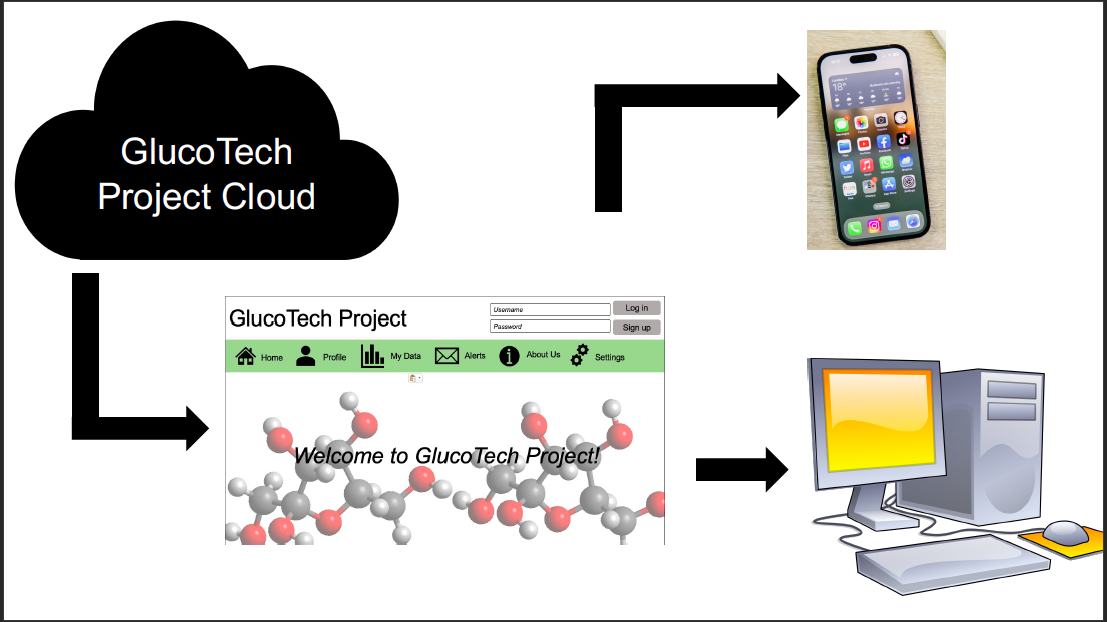 GlucoTech
Project Cloud
18°
GlucoTech Project
Username
Log in
Password
Sign up
Home
Profile
My Data
Alerts
About Us
Settings
Welcome to GlucoTech Project!